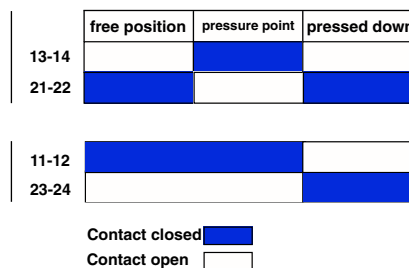 free position pressure point pressed down
13-14
21-22
11-12
23-24
Contact closed
Contact open